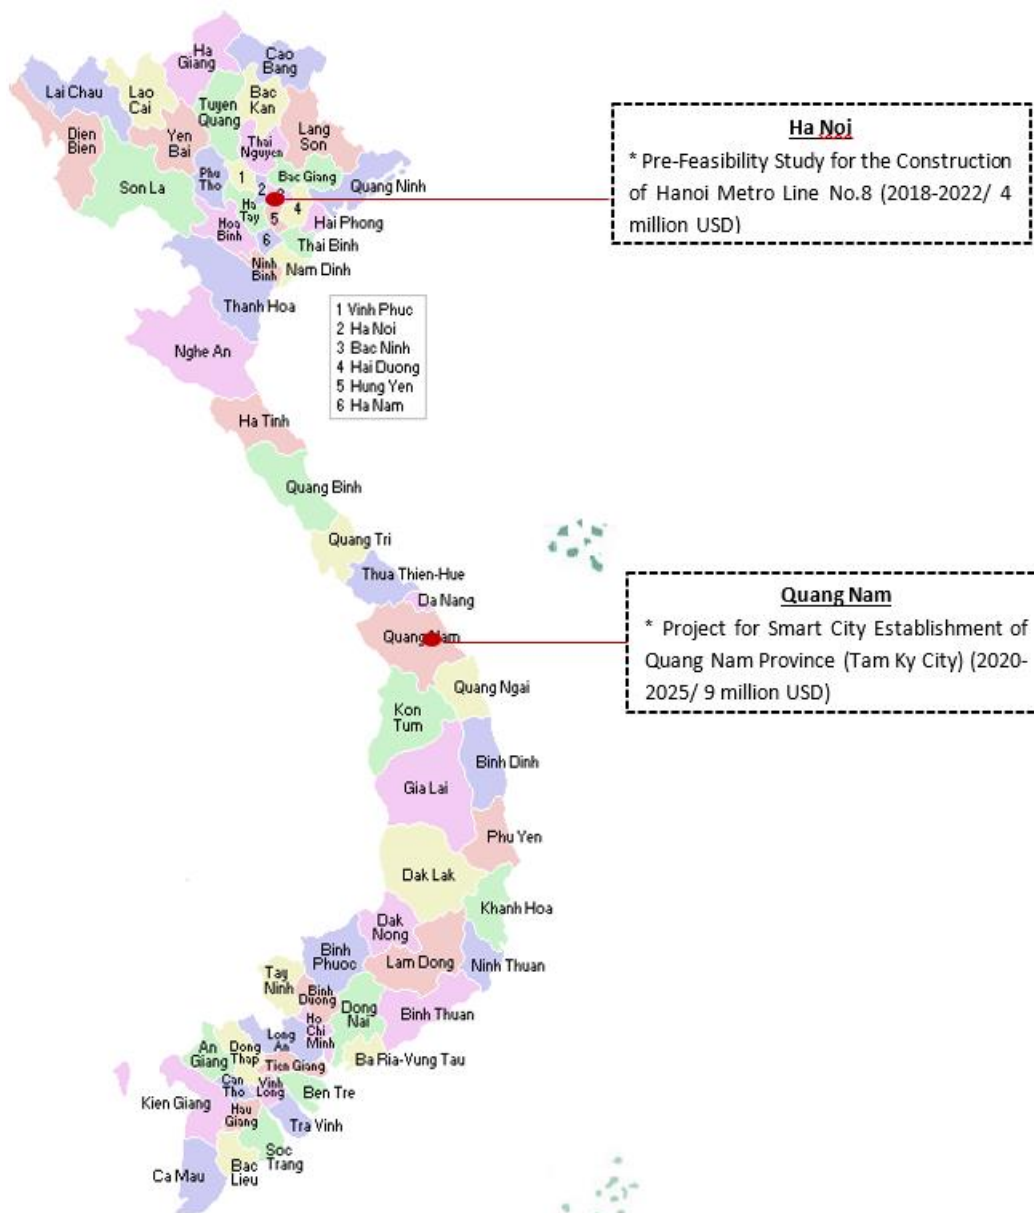 Ha
Giang
Cao
Bang
Lai Chau
Lao
Cai
Tuyen
Quang
Bac
Kan
Dien
Bien
Yen
Bai
Thai
Nguyen
Lang
Son
Son La
Phu
Tho
1
2
3
Bac Giang
Quang Ninh
Ha
Tay
5
4
Hai Phong
Hoa
Binh
6
Thai Binh
Ninh
Binh
Nam Dinh
Thanh Hoa
1 Vinh Phuc
2 Ha Noi
3 Bac Ninh
4 Hai Duong
5 Hung Yen
6 Ha Nam
Nghe An
Ha Tinh
Quang Binh
Quang Tri
Thua Thien-Hue
Da Nang
Quang Nam
Quang Ngai
Kon
Tum
Binh Dinh
Gia Lai
Phu Yen
Dak Lak
Khanh Hoa
Dak
Nong
Binh
Phuoc
Lam Dong
Ninh Thuan
Tay
Ninh
Binh
Duong
Dong
Nai
Binh Thuan
Ho
Chi
Minh
Long
An
An
Giang
Dong
Thap
Tien Giang
Ba Ria-Vung Tau
Can
Tho
Vinh
Long
Ben Tre
Kien Giang
Hau
Giang
Tra Vinh
Soc
Trang
Bac
Lieu
Ca Mau
Ha Noi
* Pre-Feasibility Study for the Construction
of Hanoi Metro Line No.8 (2018-2022/ 4
million USD)
Quang Nam
* Project for Smart City Establishment of
Quang Nam Province (Tam Ky City) (2020-
2025/ 9 million USD)